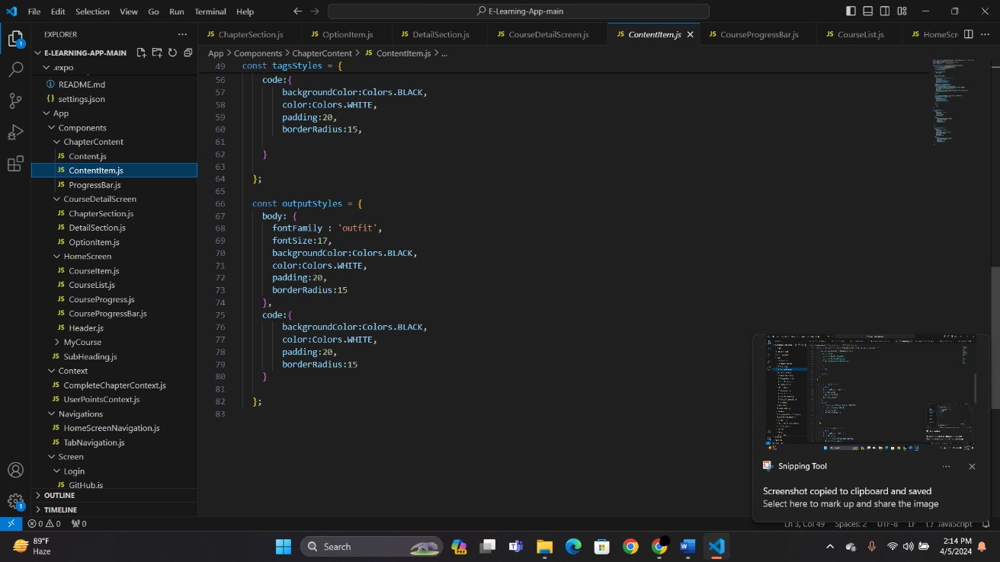 File Edit Selection View Go Run Terminal Help
E-Learning-App-main
EXPLORER
E-LEARNING-APP-MAIN
.expo
README.md
settings.json
App
Components
ChapterContent
Content.js
ContentItem.js
ProgressBar.js
CourseDetailScreen
ChapterSection.js
DetailSection.js
OptionItem.js
HomeScreen
CourseItem.js
CourseList.js
CourseProgress.js
CourseProgressBar.js
Header.js
MyCourse
SubHeading.js
Context
CompleteChapterContext.js
UserPointsContext.js
Navigations
HomeScreenNavigation.js
TabNavigation.js
Screen
Login
GitHub.js
OUTLINE
TIMELINE
ChapterSection.js OptionItem.js DetailSection.js CourseDetailScreen.js ContentItem.js CourseProgressBar.js CourseList.js HomeScr
App > Components > ChapterContent > JS ContentItem.js > ...
49 const tagsStyles = {
56 code:{
57 backgroundColor:Colors.BLACK,
58 color:Colors.WHITE,
59 padding:20,
60 borderRadius:15,
61
62 }
63
64 };
65
66 const outputStyles = {
67 body: {
68 fontFamily : 'outfit',
69 fontSize:17,
70 backgroundColor:Colors.BLACK,
71 color:Colors.WHITE,
72 padding:20,
73 borderRadius:15
74 },
75 code:{
76 backgroundColor:Colors.BLACK,
77 color:Colors.WHITE,
78 padding:20,
79 borderRadius:15
80 }
81
82 };
83
Snipping Tool
Screenshot copied to clipboard and saved
Select here to mark up and share the image
0 0 0
Ln 3, Col 49 Spaces: 2 UTF-8 LF {} JavaScript
89°F
Haze
Search
2:14 PM
4/5/2024